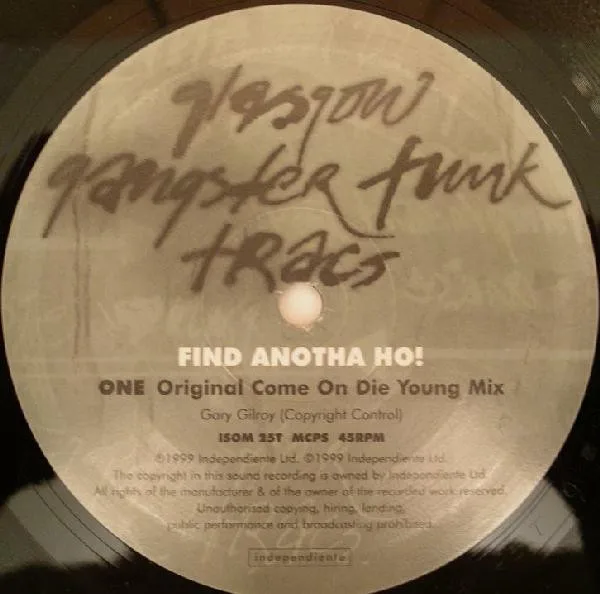 glasgow
gangster funk
tRacs
FIND ANOTHA HO!
ONE Original Come On Die Young Mix
Gary Gilroy (Copyright Control)
ISOM 25T MCPS 45RPM
©1999 Independiente Ltd. ℗1999 Independiente Ltd.
The copyright in this sound recording is owned by Independiente Ltd.
All rights of the manufacturer & of the owner of the recorded work reserved.
Unauthorised copying, hiring, lending,
public performance and broadcasting prohibited.
independiente